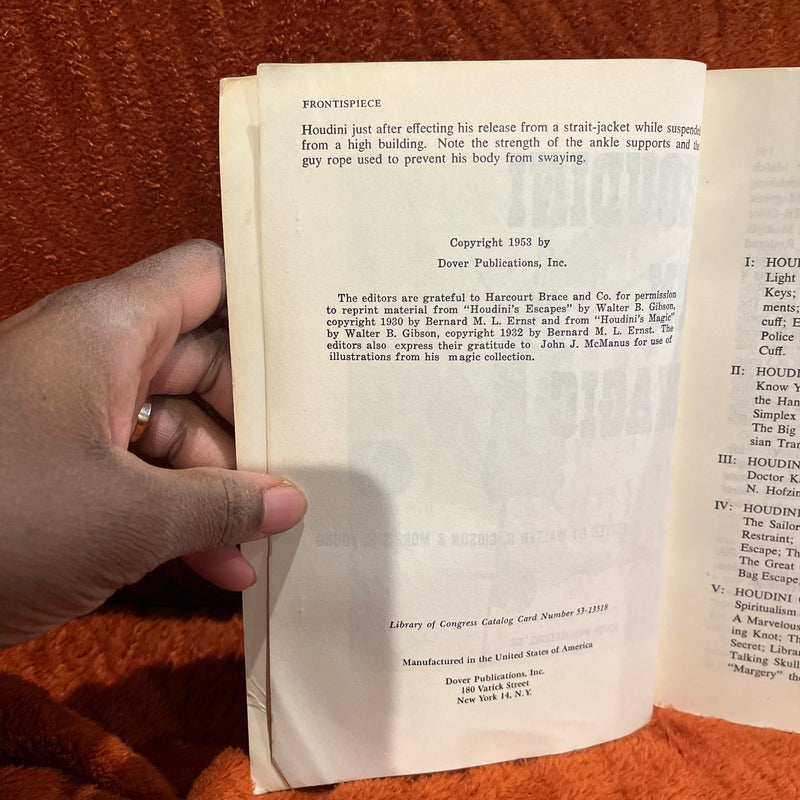 FRONTISPIECE
Houdini just after effecting his release from a strait-jacket while suspended
from a high building. Note the strength of the ankle supports and the
guy rope used to prevent his body from swaying.
Copyright 1953 by
Dover Publications, Inc.
The editors are grateful to Harcourt Brace and Co. for permission
to reprint material from "Houdini's Escapes" by Walter B. Gibson,
copyright 1930 by Bernard M. L. Ernst and from "Houdini's Magic"
by Walter B. Gibson, copyright 1932 by Bernard M. L. Ernst. The
editors also express their gratitude to John J. McManus for use of
illustrations from his magic collection.
Library of Congress Catalog Card Number 53-13518
Manufactured in the United States of America
Dover Publications, Inc.
180 Varick Street
New York 14, N.Y.
I: HOU
Light
Keys;
ments;
cuff; E
Police
Cuff.
II: HOUDI
Know Y
the Han
Simplex
The Big
sian Tran
III: HOUDIN
Doctor K
N. Hofzin
IV: HOUDINI
The Sailor
Restraint;
Escape; Th
The Great
Bag Escape
V: HOUDINI
Spiritualism
A Marvelous
ing Knot; Th
Secret; Librar
Talking Skull
"Margery" the